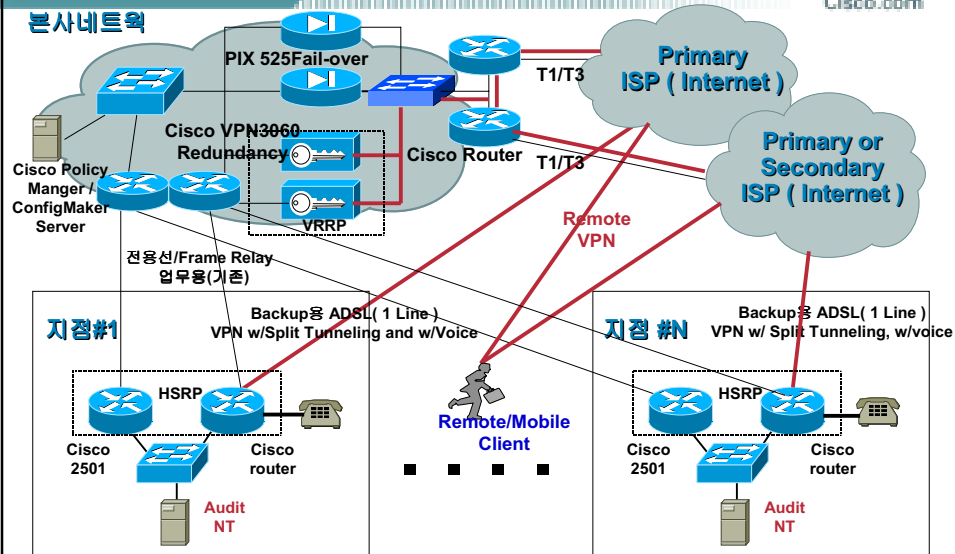 Cisco.com
본사네트웍
PIX 525Fail-over
Cisco VPN3060
Redundancy
VRRP
Cisco Policy
Manger /
ConfigMaker
Server
Cisco Router
T1/T3
T1/T3
Primary
ISP ( Internet )
Primary or
Secondary
ISP ( Internet )
Remote
VPN
전용선/Frame Relay
업무용(기존)
지점#1
Backup용 ADSL( 1 Line )
VPN w/Split Tunneling and w/Voice
HSRP
Cisco
2501
Cisco
router
Audit
NT
Remote/Mobile
Client
지점 #N
Backup용 ADSL( 1 Line )
VPN w/ Split Tunneling, w/voice
HSRP
Cisco
2501
Cisco
router
Audit
NT